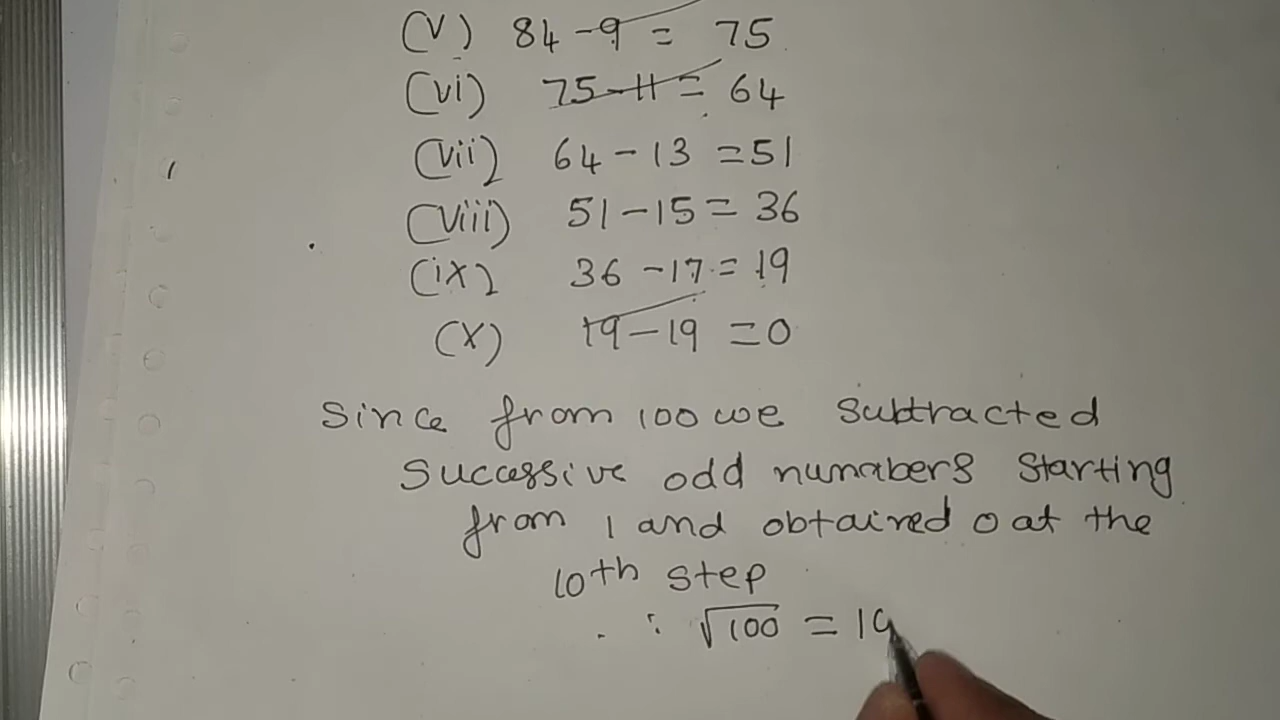 (V) 84 - 9 = 75
(Vi) 75 - 11 = 64
(Vii) 64 - 13 = 51
(Viii) 51 - 15 = 36
(ix) 36 - 17 = 19
(X) 19 - 19 = 0
Since from 100 we subtracted
Successive odd numbers starting
from 1 and obtained 0 at the
10th step
∴ √100 = 10